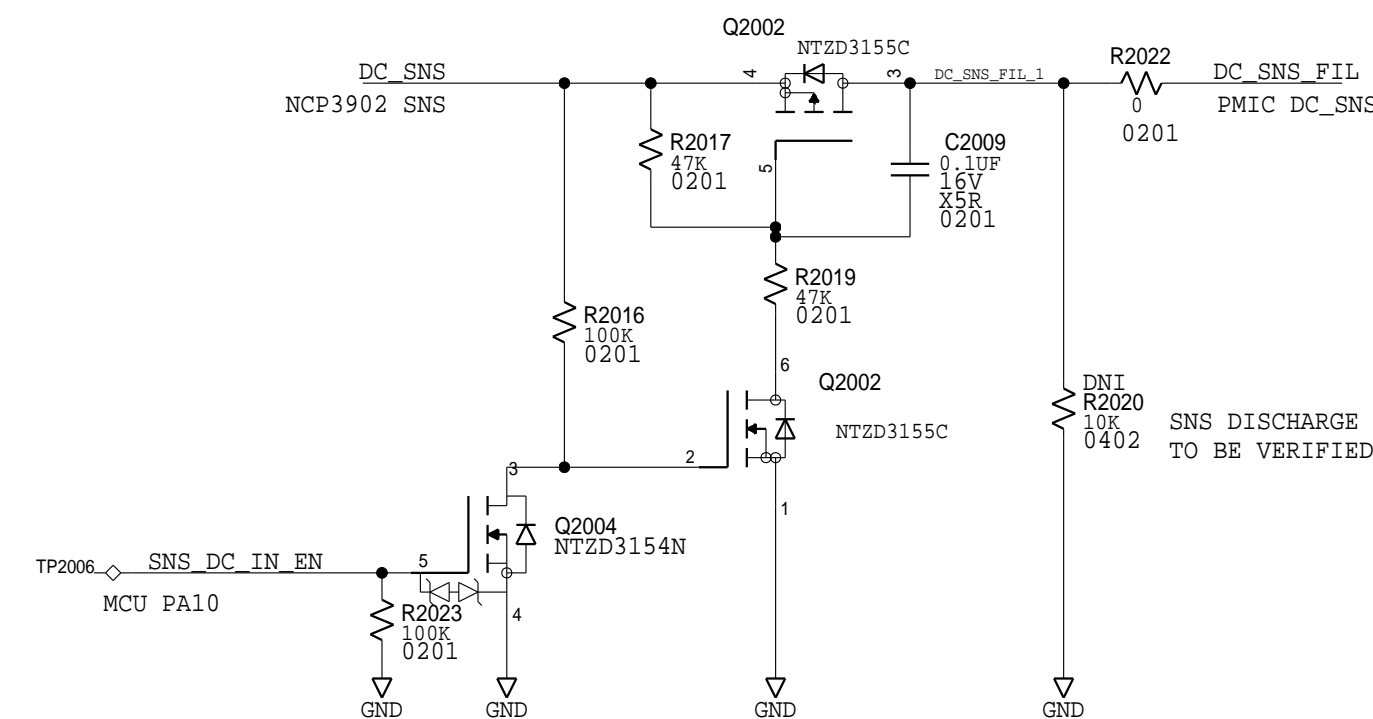 Q2002
NTZD3155C
DC_SNS
NCP3902 SNS
4
3
DC_SNS_FIL_1
R2022
0
0201
DC_SNS_FIL
PMIC DC_SNS
R2017
47K
0201
5
C2009
0.1UF
16V
X5R
0201
R2019
47K
0201
R2016
100K
0201
6
Q2002
NTZD3155C
2
1
DNI
R2020
10K
0402
SNS DISCHARGE
TO BE VERIFIED
3
Q2004
NTZD3154N
TP2006
SNS_DC_IN_EN
5
MCU PA10
4
R2023
100K
0201
GND
GND
GND
GND